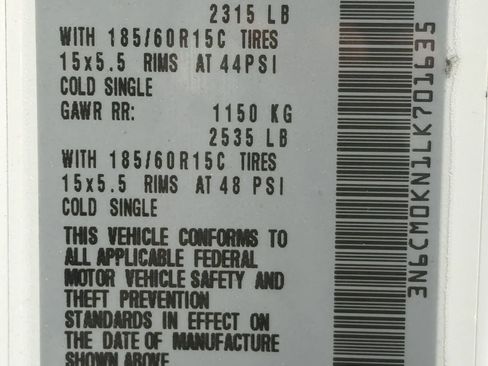 2315 LB
WITH 185/60R15C TIRES
15x5.5 RIMS AT 44PSI
COLD SINGLE
GAWR RR: 1150 KG
2535 LB
WITH 185/60R15C TIRES
15x5.5 RIMS AT 48 PSI
COLD SINGLE
THIS VEHICLE CONFORMS TO
ALL APPLICABLE FEDERAL
MOTOR VEHICLE SAFETY AND
THEFT PREVENTION
STANDARDS IN EFFECT ON
THE DATE OF MANUFACTURE
SHOWN ABOVE
3N6CM0KN1LK701635